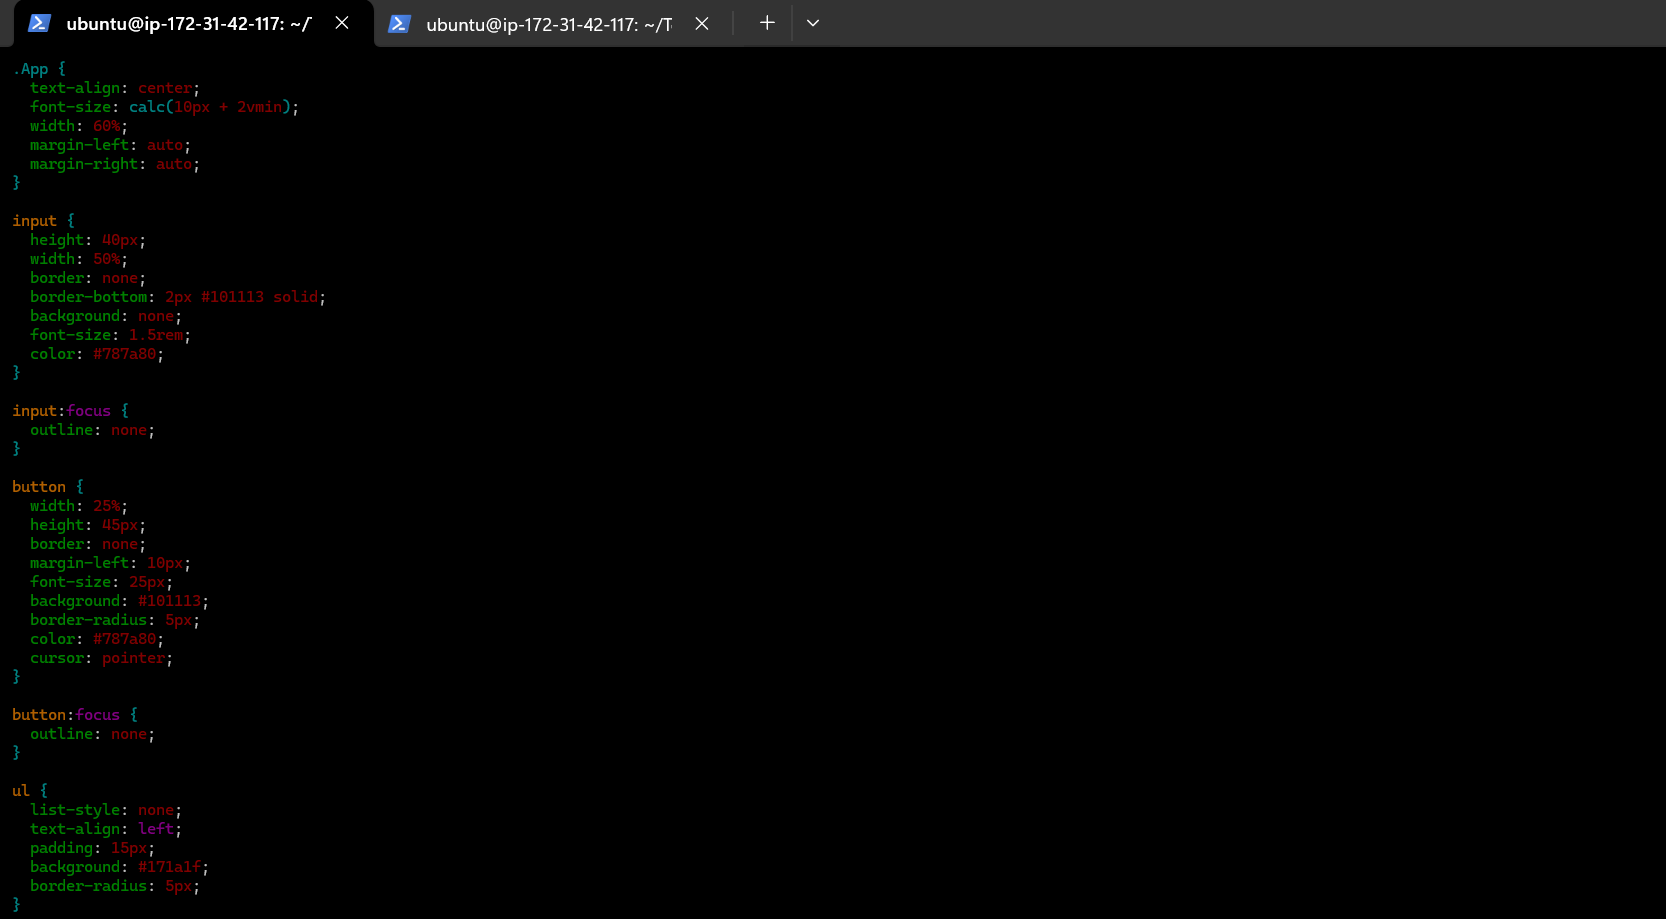 ubuntu@ip-172-31-42-117: ~/T
ubuntu@ip-172-31-42-117: ~/T
.App {
  text-align: center;
  font-size: calc(10px + 2vmin);
  width: 60%;
  margin-left: auto;
  margin-right: auto;
}
input {
  height: 40px;
  width: 50%;
  border: none;
  border-bottom: 2px #101113 solid;
  background: none;
  font-size: 1.5rem;
  color: #787a80;
}
input:focus {
  outline: none;
}
button {
  width: 25%;
  height: 45px;
  border: none;
  margin-left: 10px;
  font-size: 25px;
  background: #101113;
  border-radius: 5px;
  color: #787a80;
  cursor: pointer;
}
button:focus {
  outline: none;
}
ul {
  list-style: none;
  text-align: left;
  padding: 15px;
  background: #171a1f;
  border-radius: 5px;
}